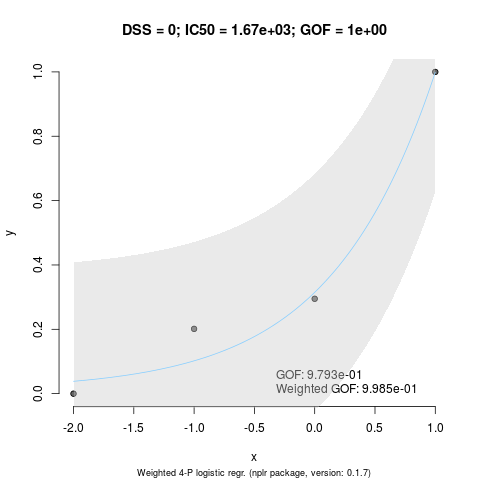 DSS = 0; IC50 = 1.67e+03; GOF = 1e+00
1.0
0.8
0.6
0.4
0.2
0.0
y
GOF: 9.793e-01
Weighted GOF: 9.985e-01
-2.0 -1.5 -1.0 -0.5 0.0 0.5 1.0
x
Weighted 4-P logistic regr. (nplr package, version: 0.1.7)